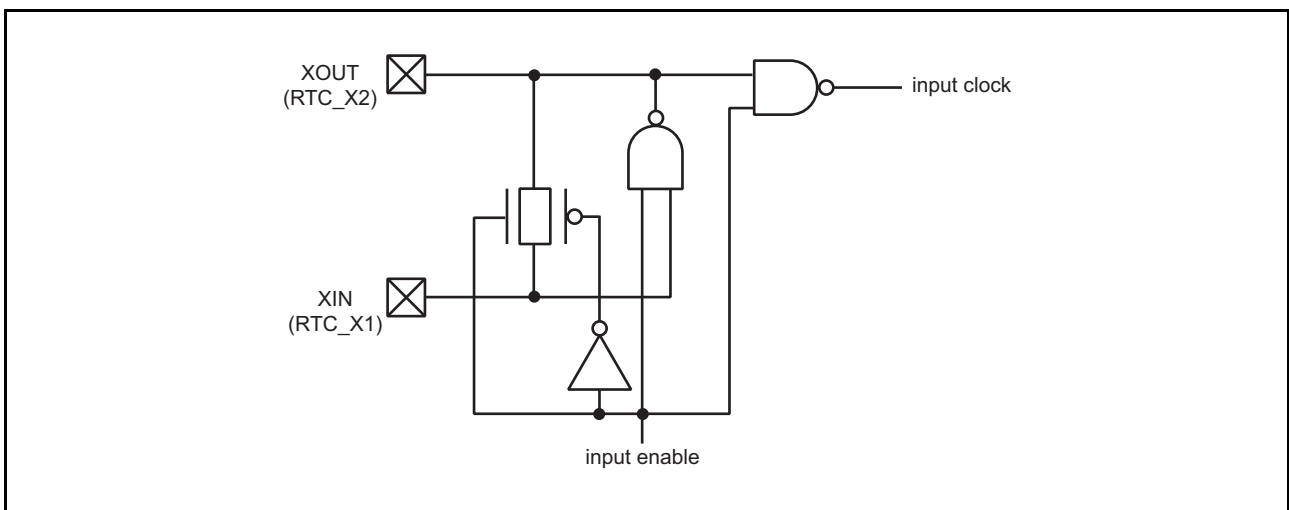 XOUT
(RTC_X2)
input clock
XIN
(RTC_X1)
input enable